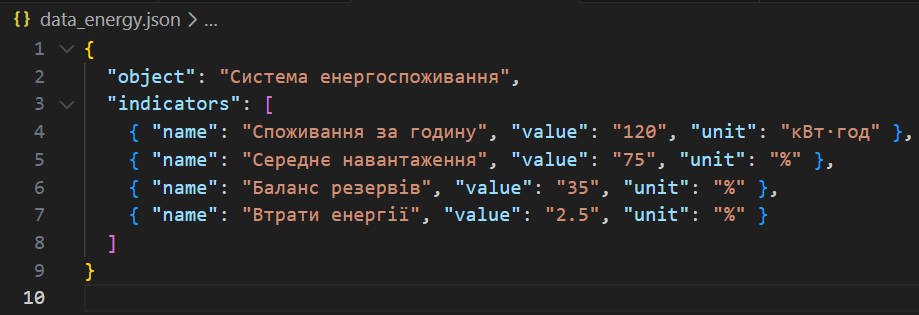 {} data_energy.json > ...
1 {
2 "object": "Система енергоспоживання",
3 "indicators": [
4 { "name": "Споживання за годину", "value": "120", "unit": "кВт·год" },
5 { "name": "Середнє навантаження", "value": "75", "unit": "%" },
6 { "name": "Баланс резервів", "value": "35", "unit": "%" },
7 { "name": "Втрати енергії", "value": "2.5", "unit": "%" }
8 ]
9 }
10